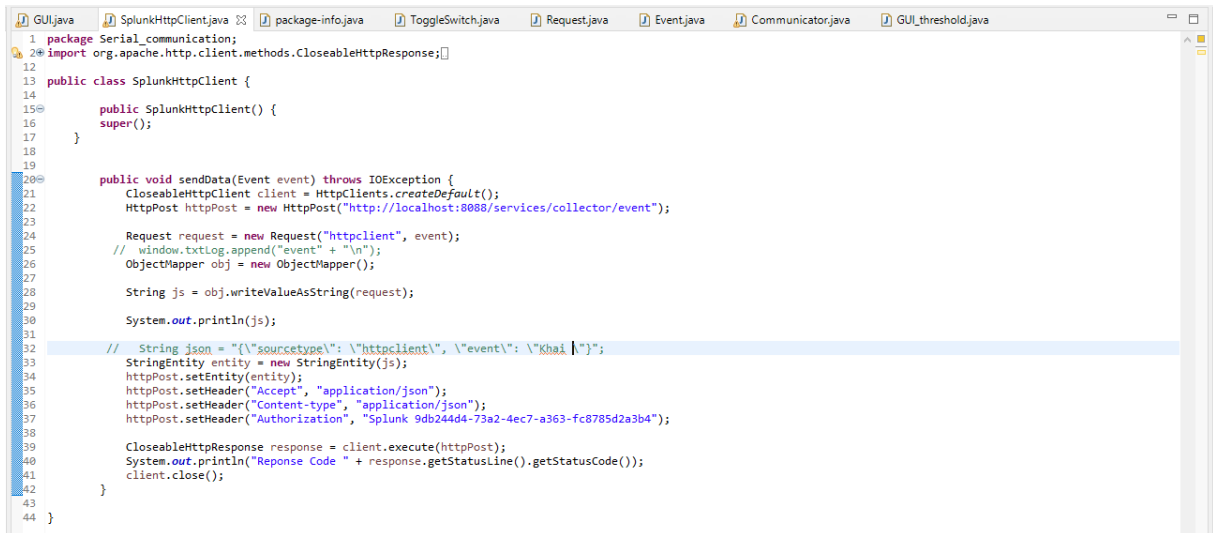 GUI.java SplunkHttpClient.java package-info.java ToggleSwitch.java Request.java Event.java Communicator.java GUI_threshold.java
1 package Serial_communication;
2 import org.apache.http.client.methods.CloseableHttpResponse;
12
13 public class SplunkHttpClient {
14
15 public SplunkHttpClient() {
16 super();
17 }
18
19
20 public void sendData(Event event) throws IOException {
21 CloseableHttpClient client = HttpClients.createDefault();
22 HttpPost httpPost = new HttpPost("http://localhost:8088/services/collector/event");
23
24 Request request = new Request("httpclient", event);
25 // window.txtLog.append("event" + "\n");
26 ObjectMapper obj = new ObjectMapper();
27
28 String js = obj.writeValueAsString(request);
29
30 System.out.println(js);
31
32 // String json = "{\"sourcetype\": \"httpclient\", \"event\": \"Khai \"}";
33 StringEntity entity = new StringEntity(js);
34 httpPost.setEntity(entity);
35 httpPost.setHeader("Accept", "application/json");
36 httpPost.setHeader("Content-type", "application/json");
37 httpPost.setHeader("Authorization", "Splunk 9db244d4-73a2-4ec7-a363-fc8785d2a3b4");
38
39 CloseableHttpResponse response = client.execute(httpPost);
40 System.out.println("Reponse Code " + response.getStatusLine().getStatusCode());
41 client.close();
42 }
43
44 }